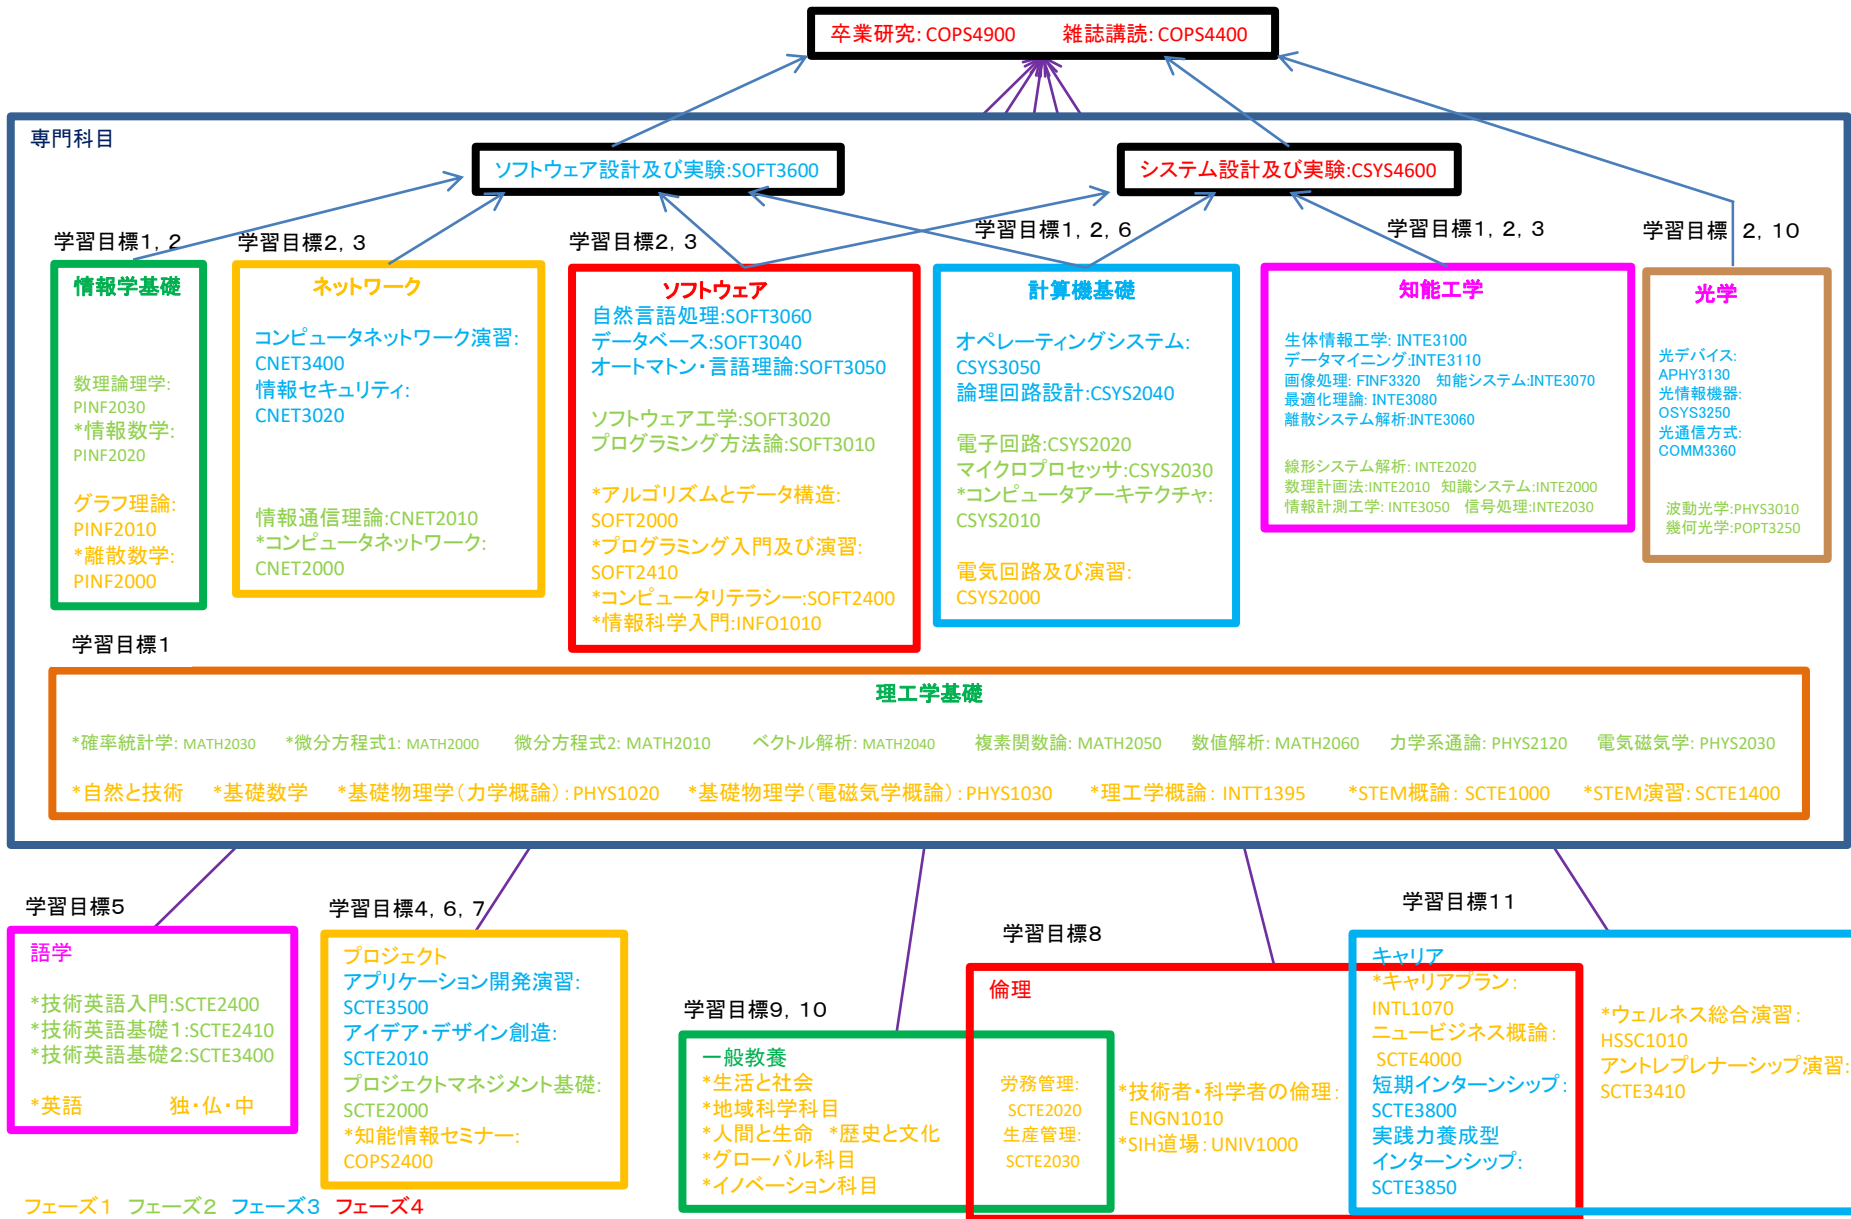 卒業研究: COPS4900　雑誌講読: COPS4400
専門科目
ソフトウェア設計及び実験:SOFT3600
システム設計及び実験:CSYS4600
学習目標1, 2
情報学基礎
数理論理学:
PINF2030
*情報数学:
PINF2020
グラフ理論:
PINF2010
*離散数学:
PINF2000
学習目標2, 3
ネットワーク
コンピュータネットワーク演習:
CNET3400
情報セキュリティ:
CNET3020
情報通信理論:CNET2010
*コンピュータネットワーク:
CNET2000
学習目標2, 3
ソフトウェア
自然言語処理:SOFT3060
データベース:SOFT3040
オートマトン・言語理論:SOFT3050
ソフトウェア工学:SOFT3020
プログラミング方法論:SOFT3010
*アルゴリズムとデータ構造:
SOFT2000
*プログラミング入門及び演習:
SOFT2410
*コンピュータリテラシー:SOFT2400
*情報科学入門:INFO1010
学習目標1, 2, 6
計算機基礎
オペレーティングシステム:
CSYS3050
論理回路設計:CSYS2040
電子回路:CSYS2020
マイクロプロセッサ:CSYS2030
*コンピュータアーキテクチャ:
CSYS2010
電気回路及び演習:
CSYS2000
学習目標1, 2, 3
知能工学
生体情報工学: INTE3100
データマイニング:INTE3110
画像処理: FINF3320　知能システム:INTE3070
最適化理論: INTE3080
離散システム解析:INTE3060
線形システム解析: INTE2020
数理計画法:INTE2010　知識システム:INTE2000
情報計測工学: INTE3050　信号処理:INTE2030
学習目標　2, 10
光学
光デバイス:
APHY3130
光情報機器:
OSYS3250
光通信方式:
COMM3360
波動光学:PHYS3010
幾何光学:POPT3250
学習目標1
理工学基礎
*確率統計学: MATH2030　*微分方程式1: MATH2000　微分方程式2: MATH2010　ベクトル解析: MATH2040　複素関数論: MATH2050　数値解析: MATH2060　力学系通論: PHYS2120　電気磁気学: PHYS2030
*自然と技術　*基礎数学　*基礎物理学(力学概論): PHYS1020　*基礎物理学(電磁気学概論): PHYS1030　*理工学概論: INTT1395　*STEM概論: SCTE1000　*STEM演習: SCTE1400
学習目標5
語学
*技術英語入門:SCTE2400
*技術英語基礎1:SCTE2410
*技術英語基礎2:SCTE3400
*英語　独・仏・中
学習目標4, 6, 7
プロジェクト
アプリケーション開発演習:
SCTE3500
アイデア・デザイン創造:
SCTE2010
プロジェクトマネジメント基礎:
SCTE2000
*知能情報セミナー:
COPS2400
学習目標9, 10
一般教養
*生活と社会
*地域科学科目
*人間と生命　*歴史と文化
*グローバル科目
*イノベーション科目
労務管理:
SCTE2020
生産管理:
SCTE2030
学習目標8
倫理
*技術者・科学者の倫理:
ENGN1010
*SIH道場: UNIV1000
学習目標11
キャリア
*キャリアプラン:
INTL1070
ニュービジネス概論:
SCTE4000
短期インターンシップ:
SCTE3800
実践力養成型
インターンシップ:
SCTE3850
*ウェルネス総合演習:
HSSC1010
アントレプレナーシップ演習:
SCTE3410
フェーズ1　フェーズ2　フェーズ3　フェーズ4